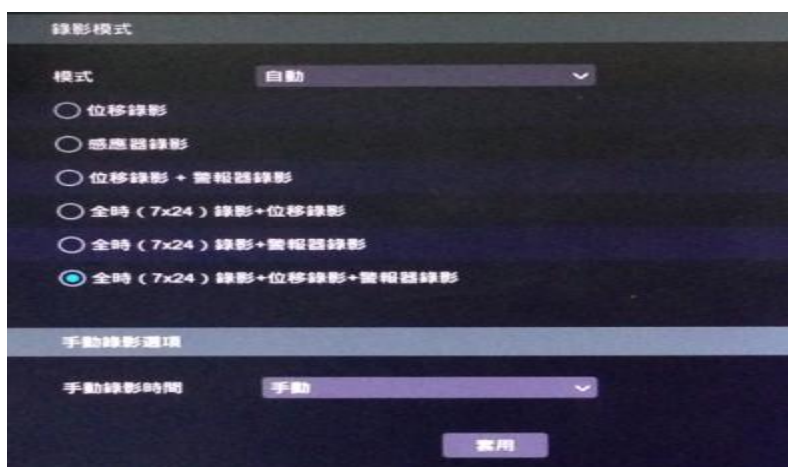 錄影模式
模式 自動
位移錄影
感應器錄影
位移錄影 + 警報器錄影
全時 ( 7x24 ) 錄影+位移錄影
全時 ( 7x24 ) 錄影+警報器錄影
全時 ( 7x24 ) 錄影+位移錄影+警報器錄影
手動錄影選項
手動錄影時間 手動
套用